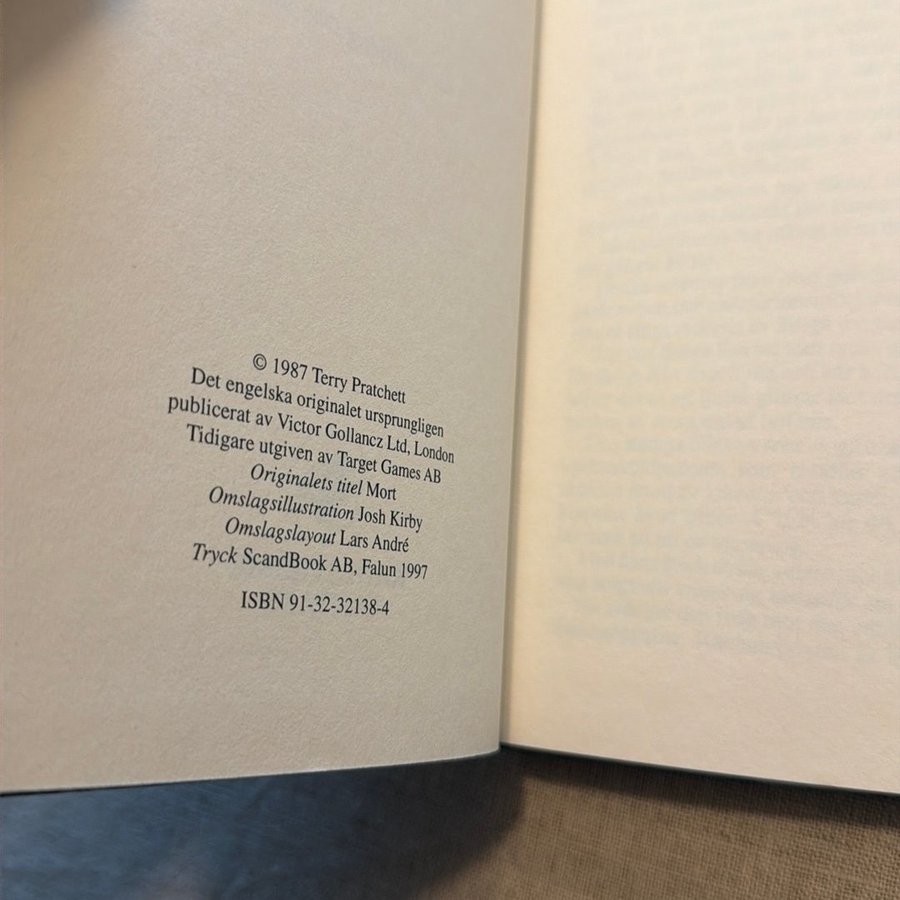 © 1987 Terry Pratchett
Det engelska originalet ursprungligen
publicerat av Victor Gollancz Ltd, London
Tidigare utgiven av Target Games AB
Originalets titel Mort
Omslagsillustration Josh Kirby
Omslagslayout Lars André
Tryck ScandBook AB, Falun 1997
ISBN 91-32-32138-4